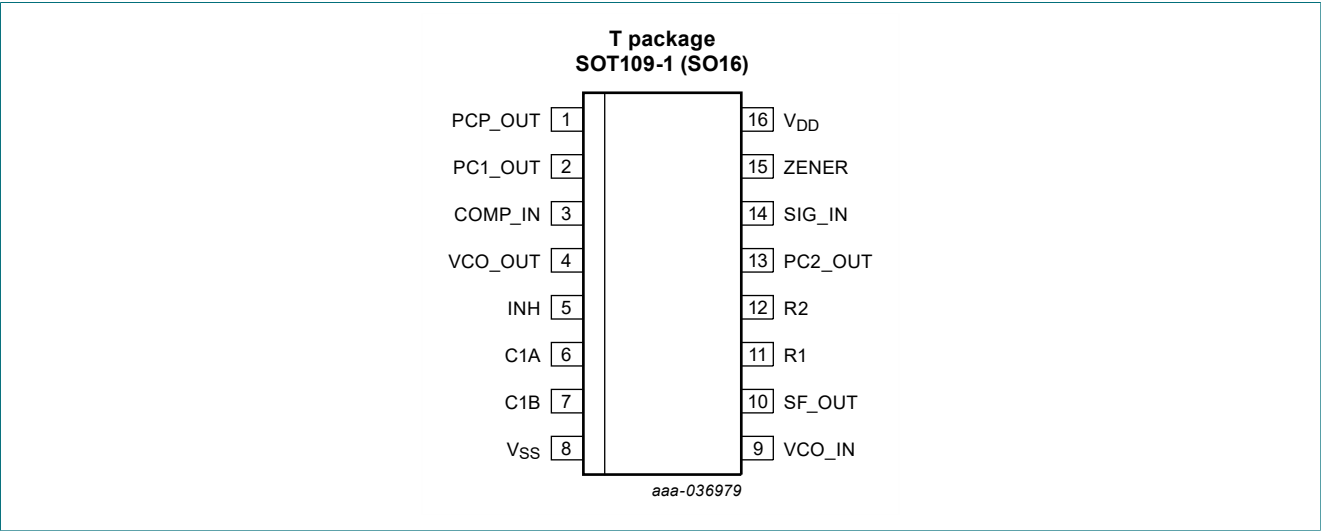 T package
SOT109-1 (SO16)
PCP_OUT 1 16 VDD
PC1_OUT 2 15 ZENER
COMP_IN 3 14 SIG_IN
VCO_OUT 4 13 PC2_OUT
INH 5 12 R2
C1A 6 11 R1
C1B 7 10 SF_OUT
VSS 8 9 VCO_IN
aaa-036979